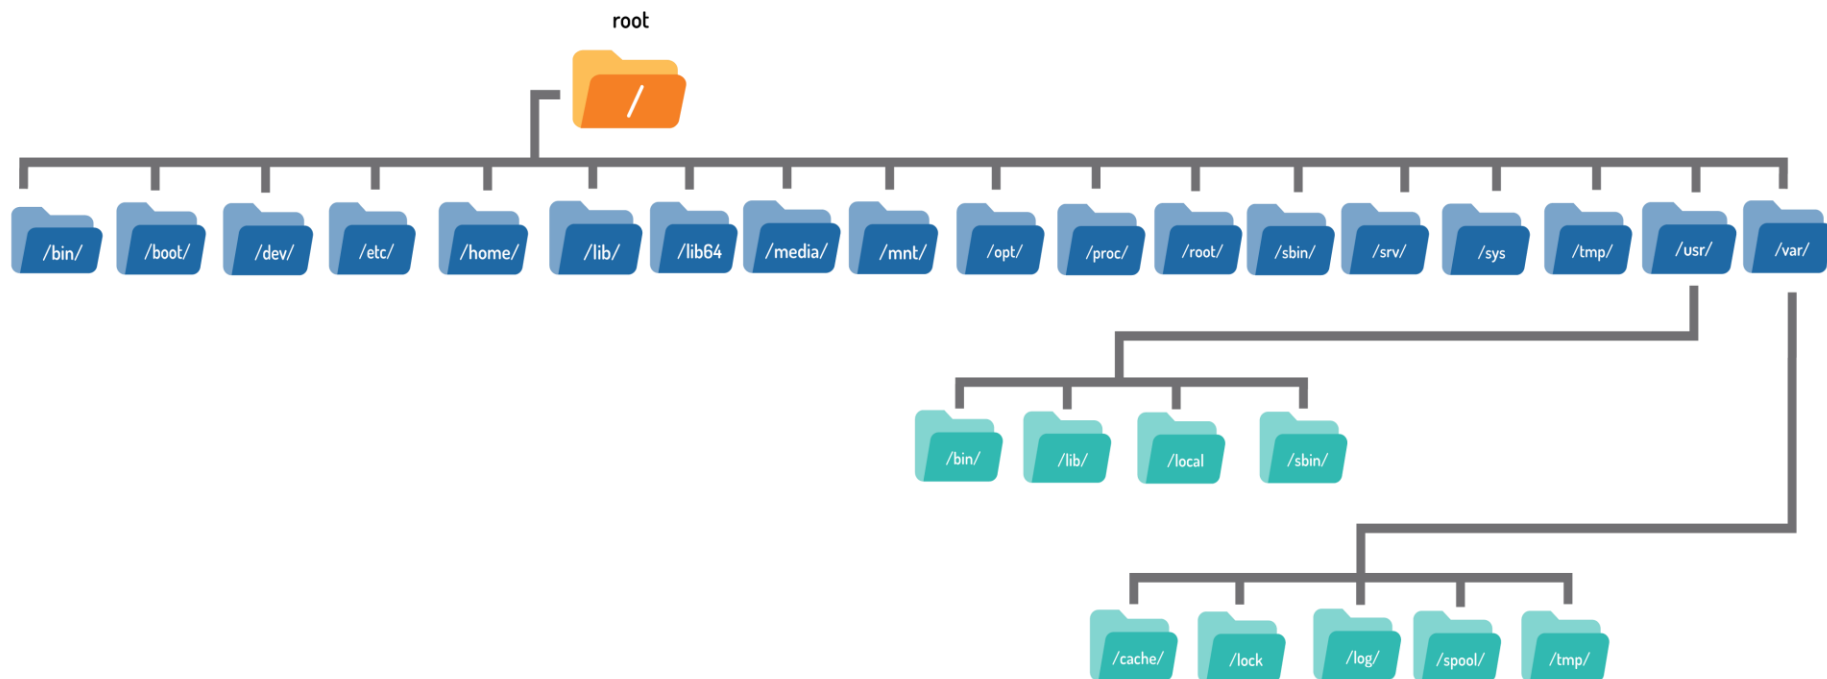 root
/
/bin/
/boot/
/dev/
/etc/
/home/
/lib/
/lib64
/media/
/mnt/
/opt/
/proc/
/root/
/sbin/
/srv/
/sys
/tmp/
/usr/
/var/
/bin/
/lib/
/local
/sbin/
/cache/
/lock
/log/
/spool/
/tmp/